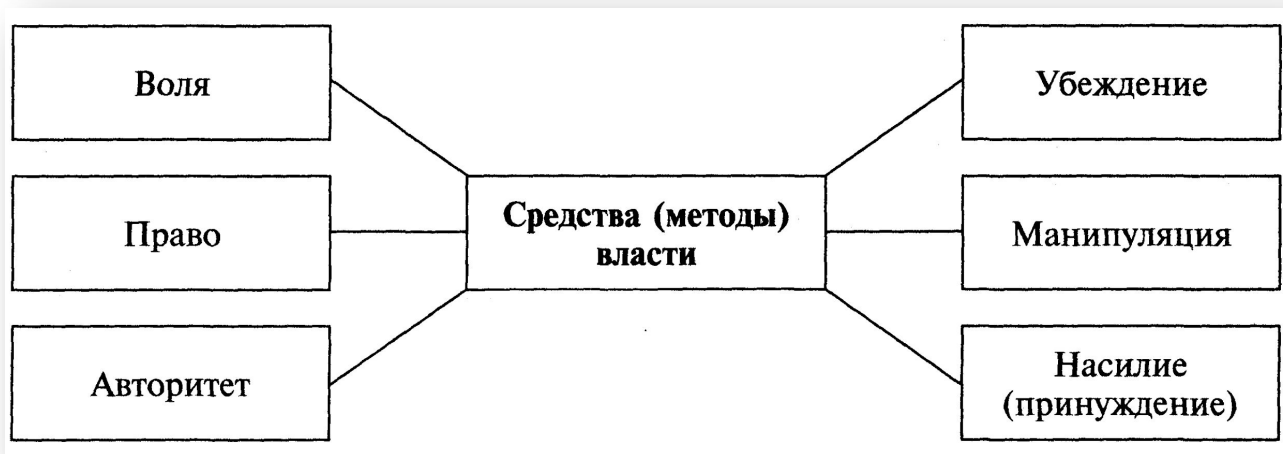 Воля
Право
Авторитет
Средства (методы)
власти
Убеждение
Манипуляция
Насилие
(принуждение)